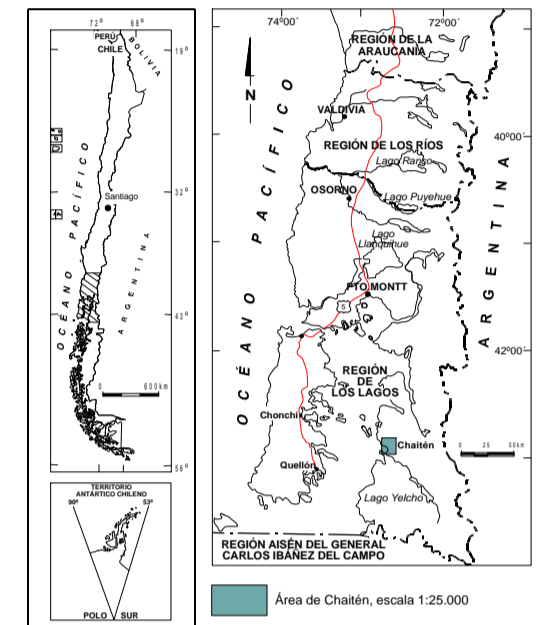 72° 68°
PERÚ
CHILE
BOLIVIA
19°
OCÉANO PACÍFICO
Santiago
32°
ARGENTINA
43°
0 600km
56°
TERRITORIO
ANTÁRTICO CHILENO
90° 53°
POLO SUR
74°00´ 72°00´
REGIÓN DE LA
ARAUCANÍA
N
VALDIVIA
40°00´
REGIÓN DE LOS RÍOS
Lago Ranco
OSORNO
Lago Puyehue
Lago
Llanquihue
OCÉANO PACÍFICO
ARGENTINA
PTO MONTT
5
42°00´
REGIÓN
DE
LOS LAGOS
Chonchi
Chaitén
0 25 50km
Quellón
Lago Yelcho
REGIÓN AISÉN DEL GENERAL
CARLOS IBÁÑEZ DEL CAMPO
Área de Chaitén, escala 1:25.000